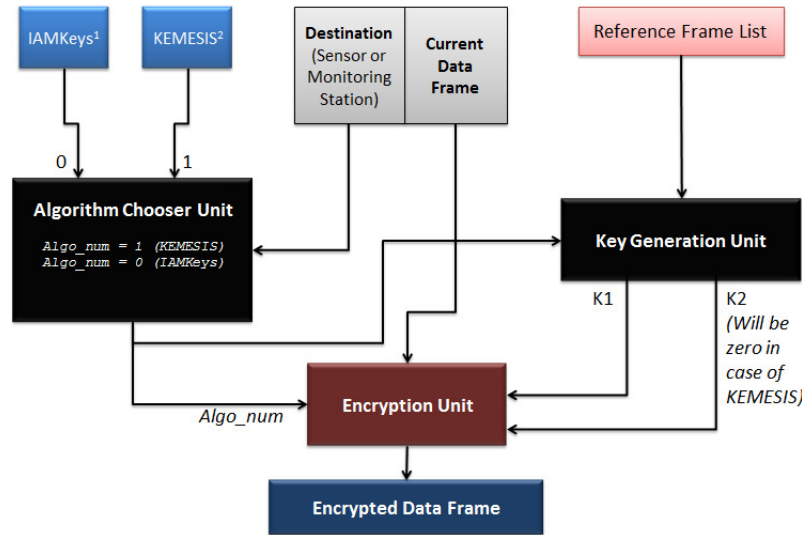 IAMKeys¹
KEMESIS²
Destination
(Sensor or
Monitoring
Station)
Current
Data
Frame
Reference Frame List
0
1
Algorithm Chooser Unit
Algo_num = 1 (KEMESIS)
Algo_num = 0 (IAMKeys)
Key Generation Unit
K1
K2
(Will be
zero in
case of
KEMESIS)
Encryption Unit
Algo_num
Encrypted Data Frame